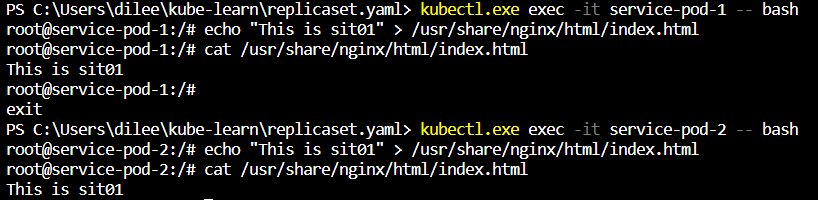 PS C:\Users\dilee\kube-learn\replicaset.yaml> kubectl.exe exec -it service-pod-1 -- bash
root@service-pod-1:/# echo "This is sit01" > /usr/share/nginx/html/index.html
root@service-pod-1:/# cat /usr/share/nginx/html/index.html
This is sit01
root@service-pod-1:/#
exit
PS C:\Users\dilee\kube-learn\replicaset.yaml> kubectl.exe exec -it service-pod-2 -- bash
root@service-pod-2:/# echo "This is sit01" > /usr/share/nginx/html/index.html
root@service-pod-2:/# cat /usr/share/nginx/html/index.html
This is sit01